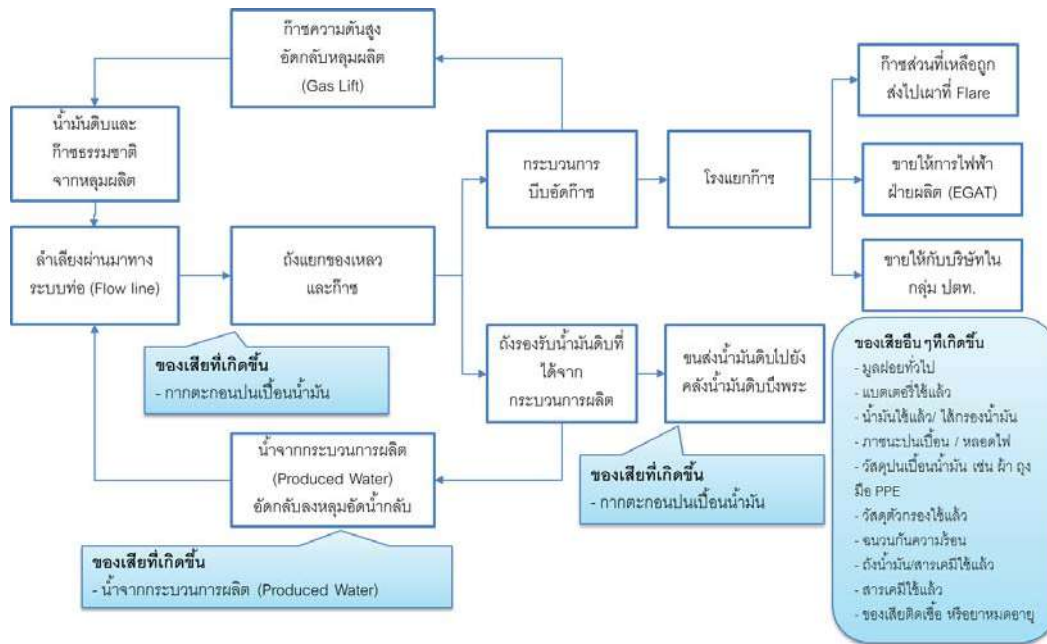 ก๊าซความดันสูง
อัดกลับหลุมผลิต
(Gas Lift)
น้ำมันดิบและ
ก๊าซธรรมชาติ
จากหลุมผลิต
ลำเลียงผ่านมาทาง
ระบบท่อ (Flow line)
ถังแยกของเหลว
และก๊าซ
กระบวนการ
บีบอัดก๊าซ
โรงแยกก๊าซ
ก๊าซส่วนที่เหลือถูก
ส่งไปเผาที่ Flare
ขายให้การไฟฟ้า
ฝ่ายผลิต (EGAT)
ขายให้กับบริษัทใน
กลุ่ม ปตท.
ถังรองรับน้ำมันดิบที่
ได้จาก
กระบวนการผลิต
ขนส่งน้ำมันดิบไปยัง
คลังน้ำมันดิบบึงพระ
ของเสียที่เกิดขึ้น
- กากตะกอนปนเปื้อนน้ำมัน
น้ำจากกระบวนการผลิต
(Produced Water)
อัดกลับลงหลุมอัดน้ำกลับ
ของเสียที่เกิดขึ้น
- กากตะกอนปนเปื้อนน้ำมัน
ของเสียที่เกิดขึ้น
- น้ำจากกระบวนการผลิต (Produced Water)
ของเสียอื่นๆที่เกิดขึ้น
- มูลฝอยทั่วไป
- แบตเตอรี่ใช้แล้ว
- น้ำมันใช้แล้ว/ ไส้กรองน้ำมัน
- ภาชนะปนเปื้อน / หลอดไฟ
- วัสดุปนเปื้อนน้ำมัน เช่น ผ้า ถุง
มือ PPE
- วัสดุตัวกรองใช้แล้ว
- ฉนวนกันความร้อน
- ถังน้ำมัน/สารเคมีใช้แล้ว
- สารเคมีใช้แล้ว
- ของเสียติดเชื้อ หรือยาหมดอายุ